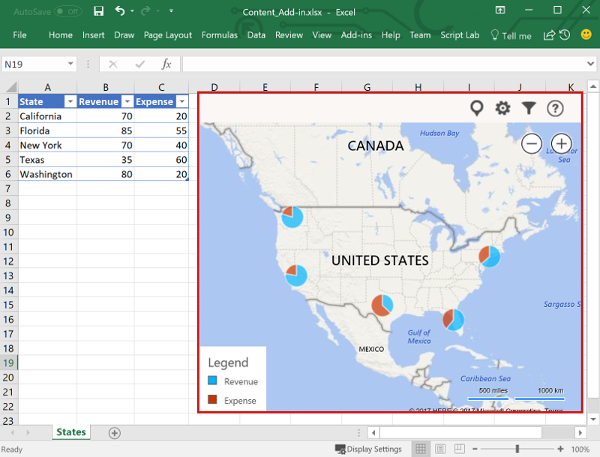 AutoSave Off Content_Add-in.xlsx - Excel
File Home Insert Draw Page Layout Formulas Data Review View Add-ins Help Team Script Lab Tell me
N19 fx
A B C D E F G H I J K
1 State Revenue Expense
2 California 70 20
3 Florida 85 55
4 New York 70 40
5 Texas 35 60
6 Washington 80 20
7
8
9
10
11
12
13
14
15
16
17
18
19
20
21
22
23
?
Hudson Bay
CANADA
Sea
UNITED STATES
Sargasso S
Gulf of
Mexico
MEXICO
Caribbean Sea
500 miles 1000 km
Legend
Revenue
Expense
© 2017 HERE © 2017 Microsoft Corporation Terms
States
Ready Display Settings 100%